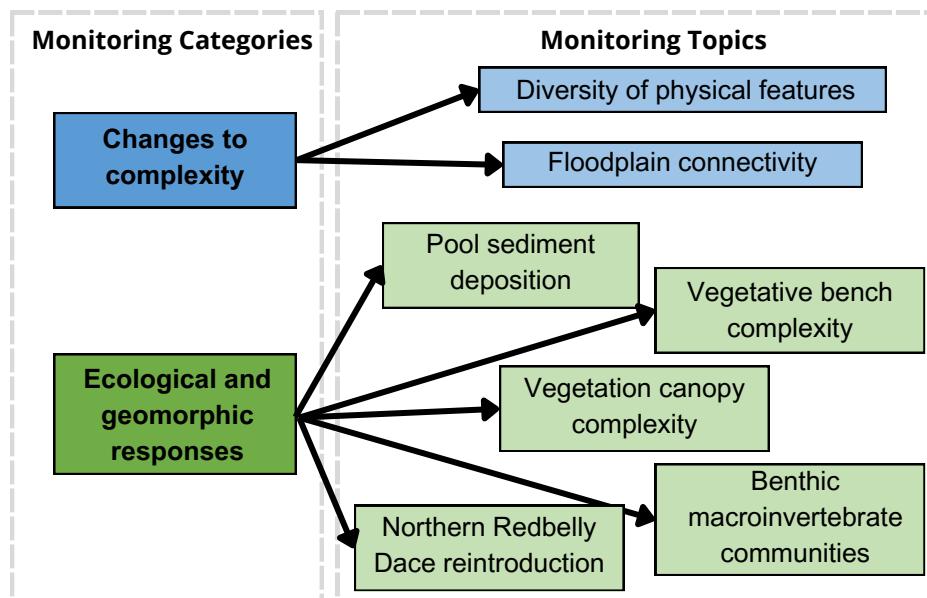 Monitoring Categories
Monitoring Topics
Changes to
complexity
Diversity of physical features
Floodplain connectivity
Ecological and
geomorphic
responses
Pool sediment
deposition
Vegetative bench
complexity
Vegetation canopy
complexity
Benthic
macroinvertebrate
communities
Northern Redbelly
Dace reintroduction